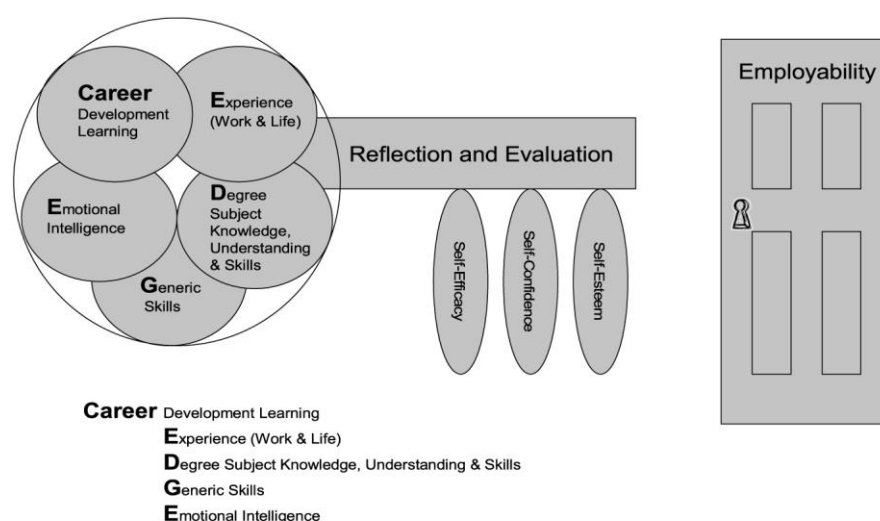 Career
Development
Learning
Experience
(Work & Life)
Emotional
Intelligence
Degree
Subject
Knowledge,
Understanding
& Skills
Generic
Skills
Reflection and Evaluation
Self-Efficacy
Self-Confidence
Self-Esteem
Employability
Career Development Learning
Experience (Work & Life)
Degree Subject Knowledge, Understanding & Skills
Generic Skills
Emotional Intelligence